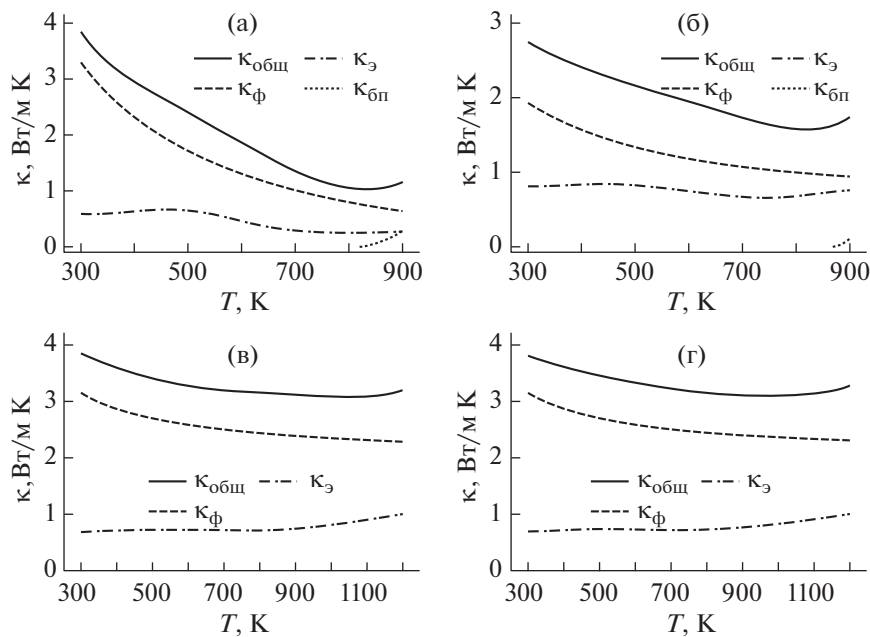 (а)
κобщ
κэ
κф
κбп
κ, Вт/м К
4
3
2
1
0
300
500
700
900
T, К
(б)
κобщ
κэ
κф
κбп
κ, Вт/м К
3
2
1
0
300
500
700
900
T, К
(в)
κобщ
κэ
κф
κ,Вт/м К
4
3
2
1
0
300
500
700
900
1100
T, К
(г)
κобщ
κэ
κф
κ, Вт/м К
4
3
2
1
0
300
500
700
900
1100
T, К